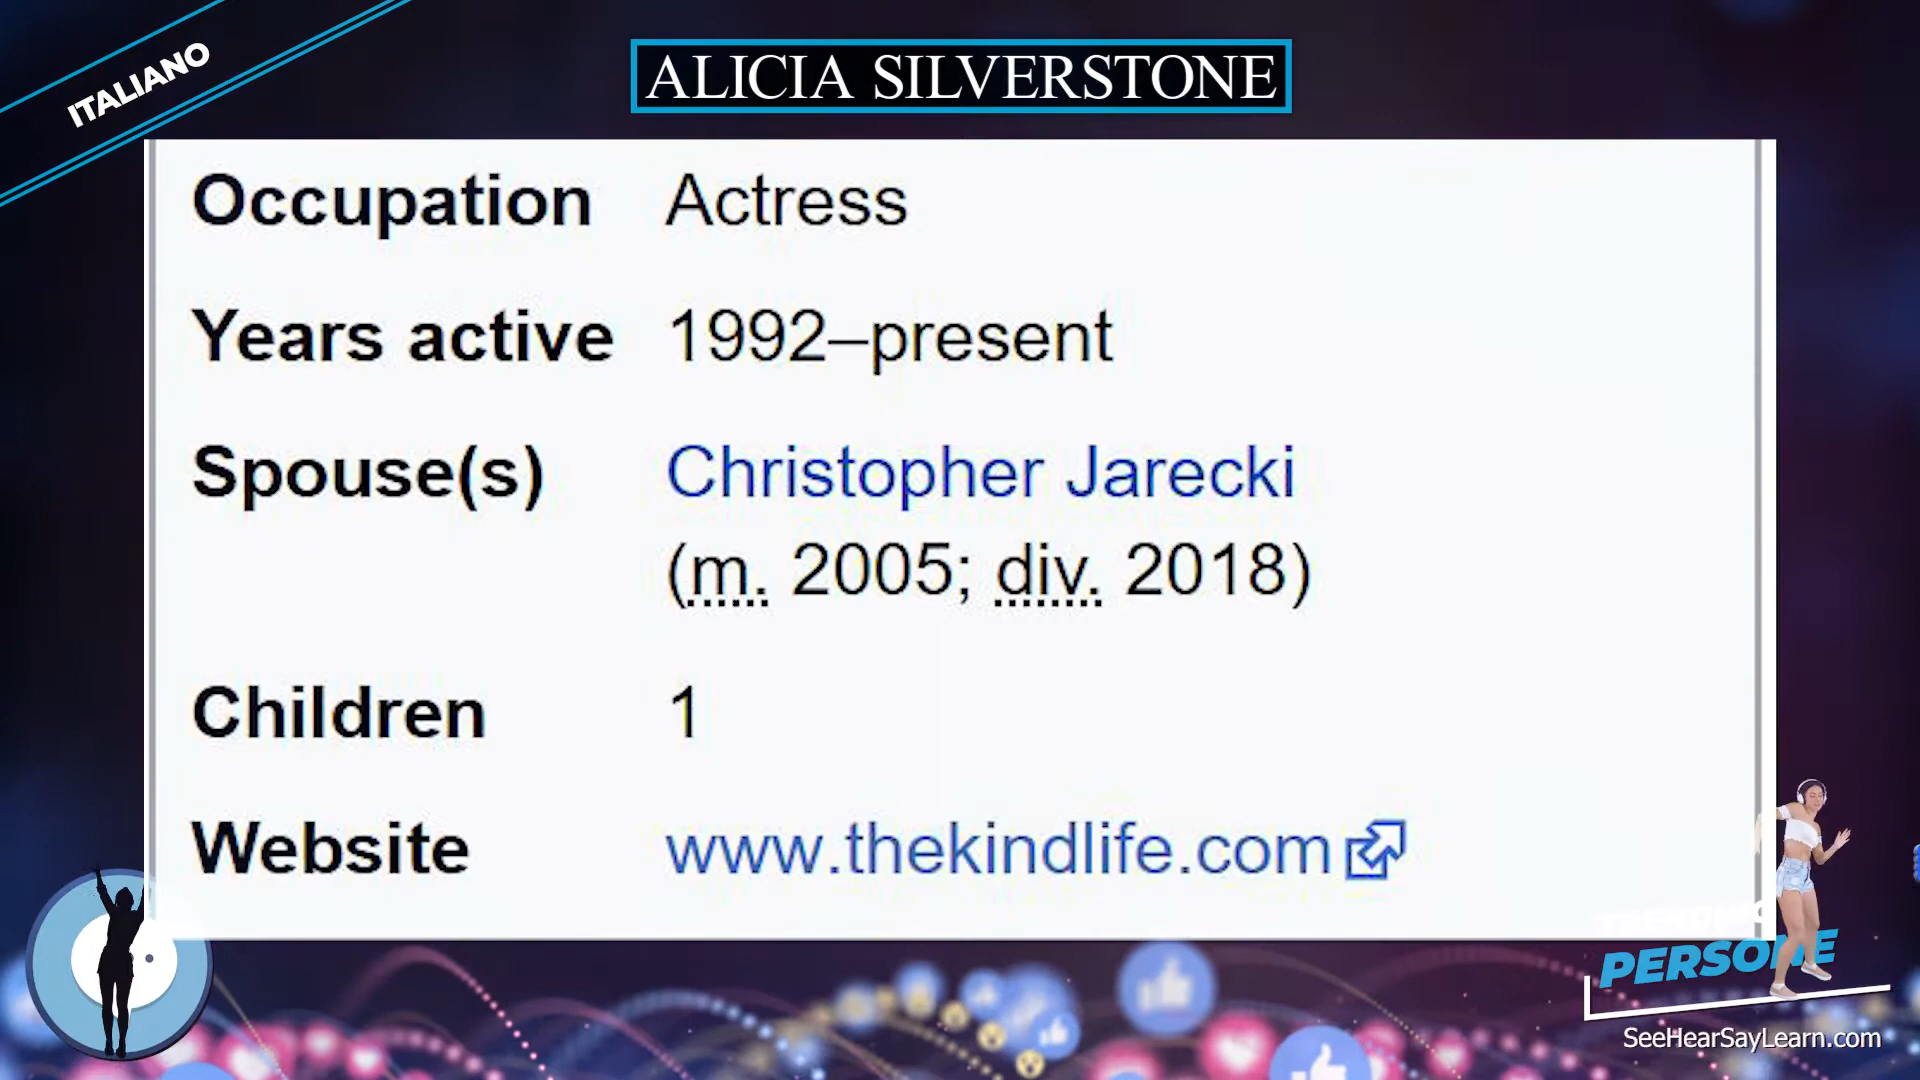 ITALIANO
ALICIA SILVERSTONE
Occupation Actress
Years active 1992–present
Spouse(s) Christopher Jarecki
(m. 2005; div. 2018)
Children 1
Website www.thekindlife.com
PERSONE
SeeHearSayLearn.com